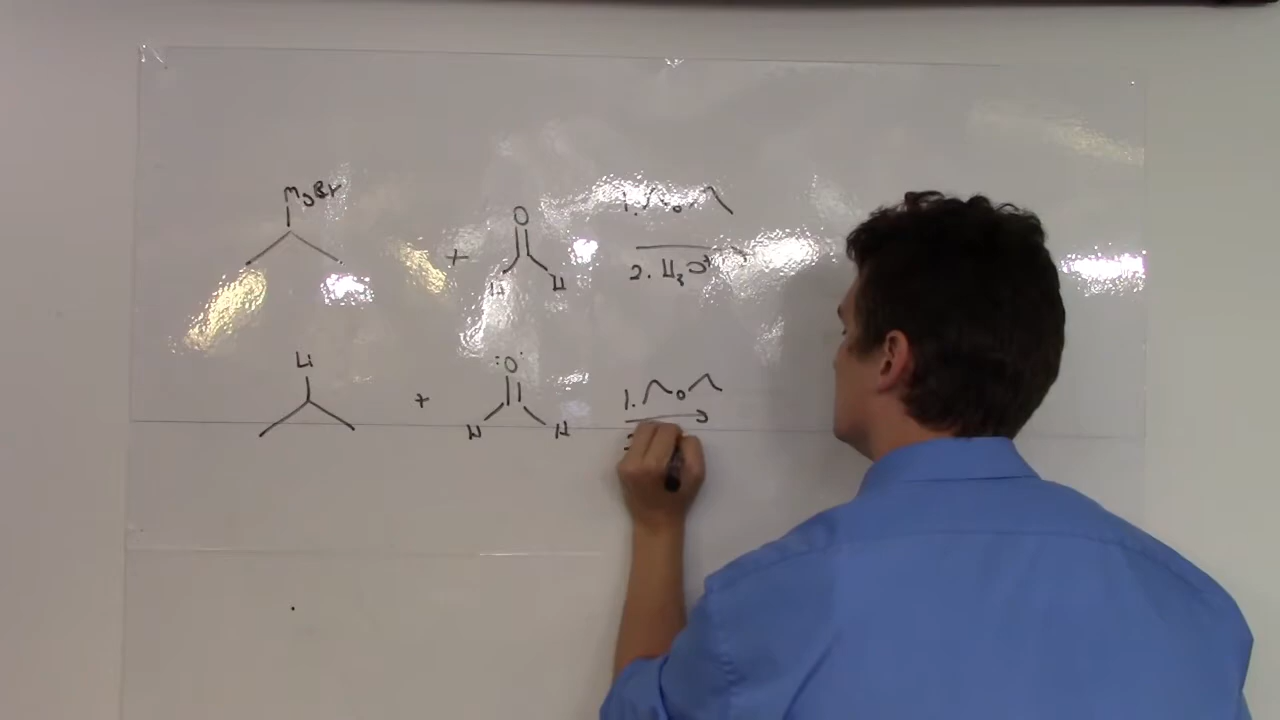 MgBr
O
1. O
+
H H
2. H3O+
Li
:O:
1. O
+
H H
2